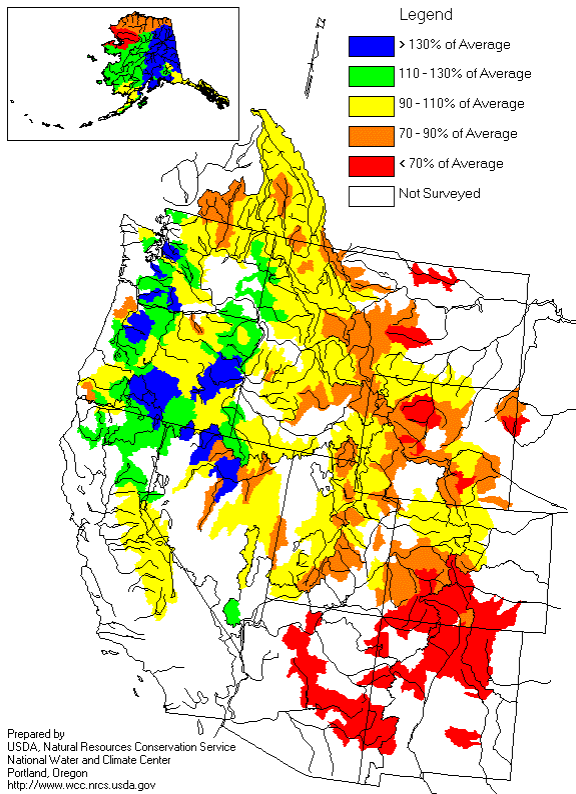 Legend
> 130% of Average
110 - 130% of Average
90 - 110% of Average
70 - 90% of Average
< 70% of Average
Not Surveyed
N
Prepared by
USDA, Natural Resources Conservation Service
National Water and Climate Center
Portland, Oregon
http://www.wcc.nrcs.usda.gov